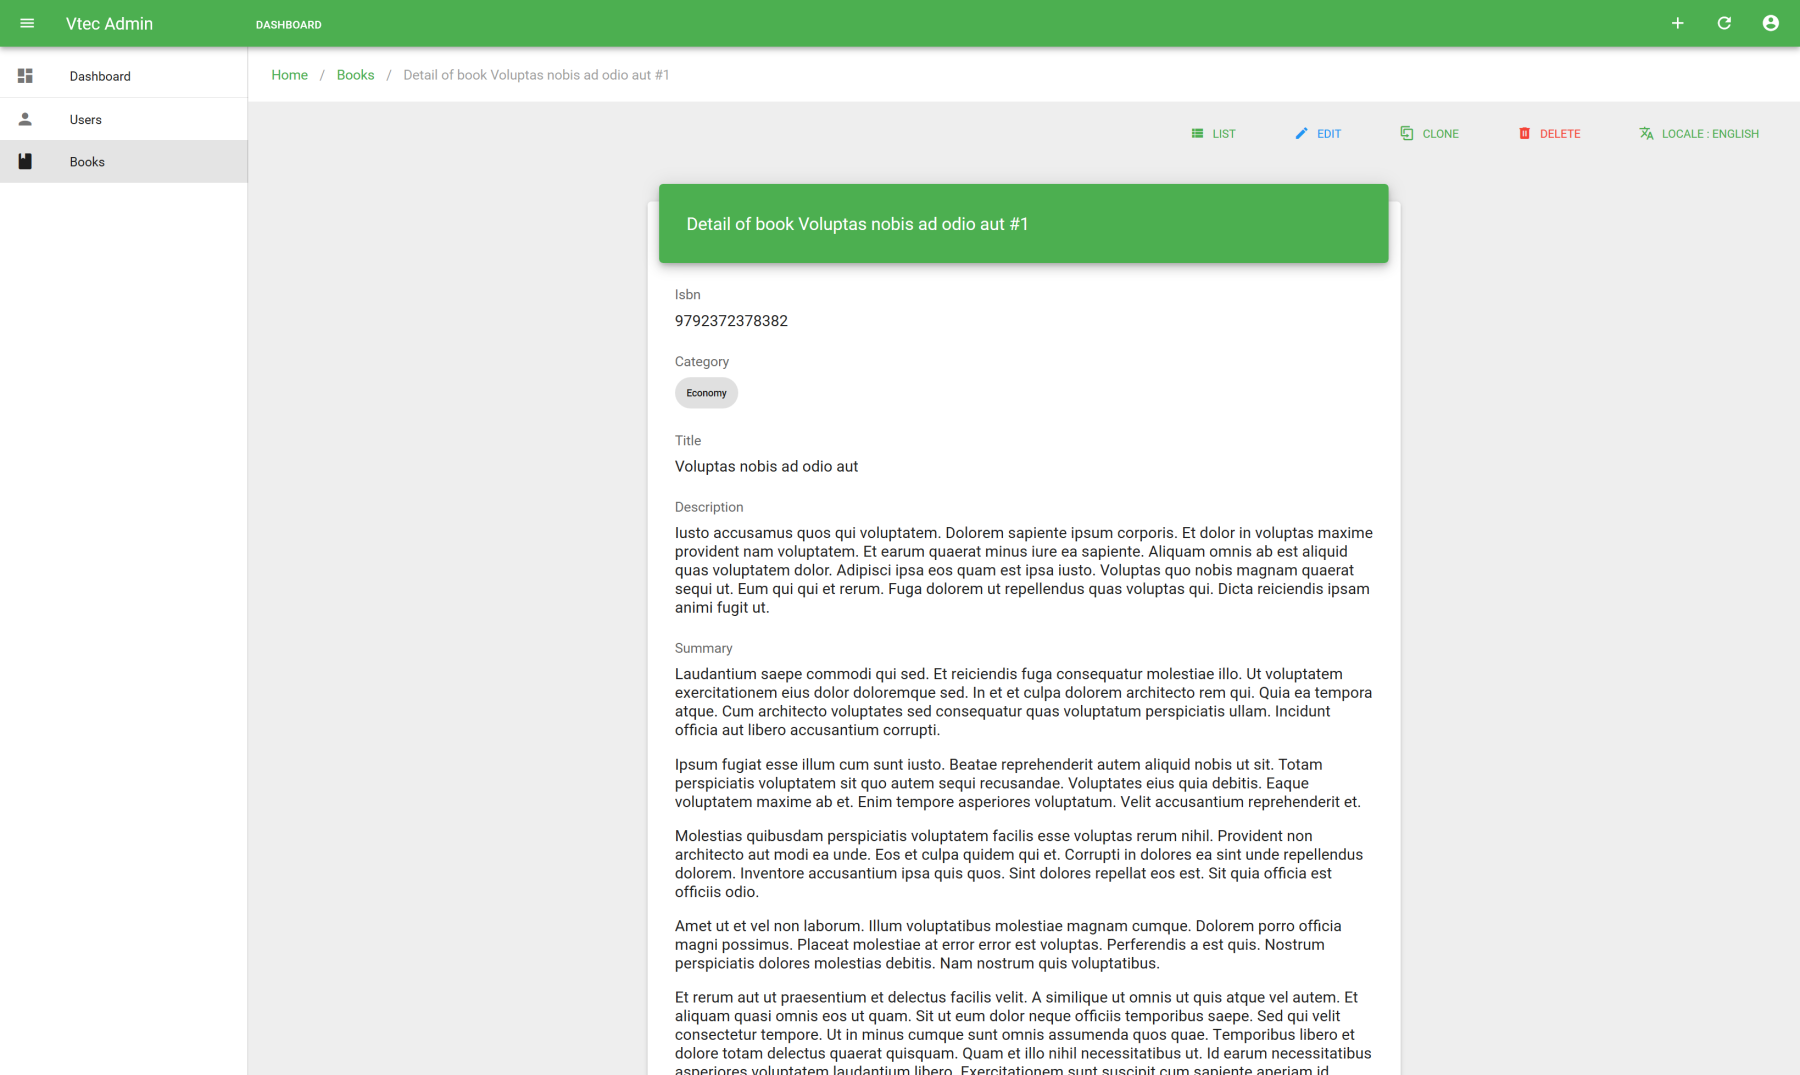 Vtec Admin
DASHBOARD
Dashboard
Users
Books
Home / Books / Detail of book Voluptas nobis ad odio aut #1
LIST
EDIT
CLONE
DELETE
LOCALE : ENGLISH
Detail of book Voluptas nobis ad odio aut #1
Isbn
9792372378382
Category
Economy
Title
Voluptas nobis ad odio aut
Description
Iusto accusamus quos qui voluptatem. Dolorem sapiente ipsum corporis. Et dolor in voluptas maxime
provident nam voluptatem. Et earum quaerat minus iure ea sapiente. Aliquam omnis ab est aliquid
quas voluptatem dolor. Adipisci ipsa eos quam est ipsa iusto. Voluptas quo nobis magnam quaerat
sequi ut. Eum qui qui et rerum. Fuga dolorem ut repellendus quas voluptas qui. Dicta reiciendis ipsam
animi fugit ut.
Summary
Laudantium saepe commodi qui sed. Et reiciendis fuga consequatur molestiae illo. Ut voluptatem
exercitationem eius dolor doloremque sed. In et et culpa dolorem architecto rem qui. Quia ea tempora
atque. Cum architecto voluptates sed consequatur quas voluptatum perspiciatis ullam. Incidunt
officia aut libero accusantium corrupti.
Ipsum fugiat esse illum cum sunt iusto. Beatae reprehenderit autem aliquid nobis ut sit. Totam
perspiciatis voluptatem sit quo autem sequi recusandae. Voluptates eius quia debitis. Eaque
voluptatem maxime ab et. Enim tempore asperiores voluptatum. Velit accusantium reprehenderit et.
Molestias quibusdam perspiciatis voluptatem facilis esse voluptas rerum nihil. Provident non
architecto aut modi ea unde. Eos et culpa quidem qui et. Corrupti in dolores ea sint unde repellendus
dolorem. Inventore accusantium ipsa quis quos. Sint dolores repellat eos est. Sit quia officia est
officiis odio.
Amet ut et vel non laborum. Illum voluptatibus molestiae magnam cumque. Dolorem porro officia
magni possimus. Placeat molestiae at error error est voluptas. Perferendis a est quis. Nostrum
perspiciatis dolores molestias debitis. Nam nostrum quis voluptatibus.
Et rerum aut ut praesentium et delectus facilis velit. A similique ut omnis ut quis atque vel autem. Et
aliquam quasi omnis eos ut quam. Sit ut eum dolor neque officiis temporibus saepe. Sed qui velit
consectetur tempore. Ut in minus cumque sunt omnis assumenda quos quae. Temporibus libero et
dolore totam delectus quaerat quisquam. Quam et illo nihil necessitatibus ut. Id earum necessitatibus
asperiores voluptatem laudantium libero. Exercitationem sunt suscipit cum sapiente aperiam id